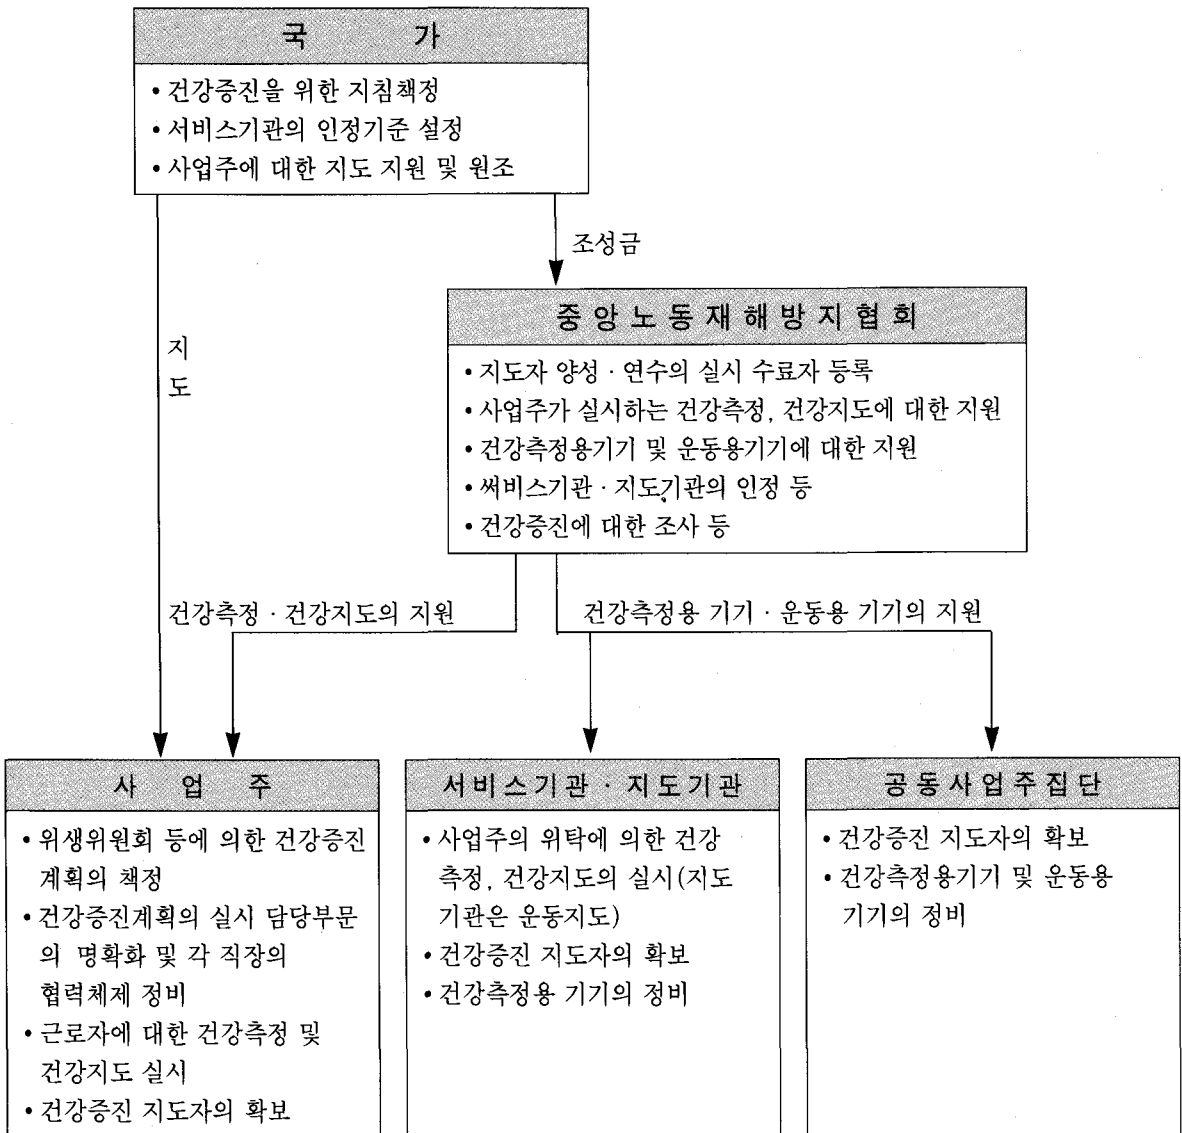 국 가
• 건강증진을 위한 지침책정
• 서비스기관의 인정기준 설정
• 사업주에 대한 지도 지원 및 원조
조성금
지
도
중앙노동재해방지협회
• 지도자 양성 · 연수의 실시 수료자 등록
• 사업주가 실시하는 건강측정, 건강지도에 대한 지원
• 건강측정용기기 및 운동용기기에 대한 지원
• 써비스기관 · 지도기관의 인정 등
• 건강증진에 대한 조사 등
건강측정 · 건강지도의 지원
건강측정용 기기 · 운동용 기기의 지원
사 업 주
• 위생위원회 등에 의한 건강증진
계획의 책정
• 건강증진계획의 실시 담당부문
의 명확화 및 각 직장의
협력체제 정비
• 근로자에 대한 건강측정 및
건강지도 실시
• 건강증진 지도자의 확보
서비스기관 · 지도기관
• 사업주의 위탁에 의한 건강
측정, 건강지도의 실시(지도
기관은 운동지도)
• 건강증진 지도자의 확보
• 건강측정용 기기의 정비
공동사업주집단
• 건강증진 지도자의 확보
• 건강측정용기기 및 운동용
기기의 정비